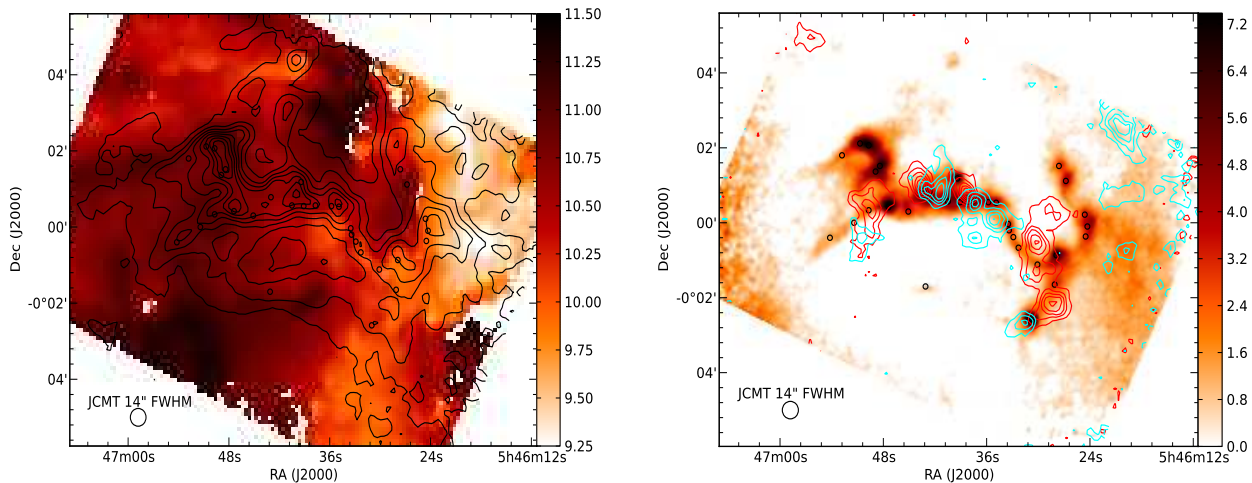 11.50
11.25
11.00
10.75
10.50
10.25
10.00
9.75
9.50
9.25
04'
02'
00'
-0°02'
04'
Dec (J2000)
JCMT 14" FWHM
47m00s
48s
36s
24s
5h46m12s
RA (J2000)
7.2
6.4
5.6
4.8
4.0
3.2
2.4
1.6
0.8
0.0
04'
02'
00'
-0°02'
04'
Dec (J2000)
JCMT 14" FWHM
47m00s
48s
36s
24s
5h46m12s
RA (J2000)